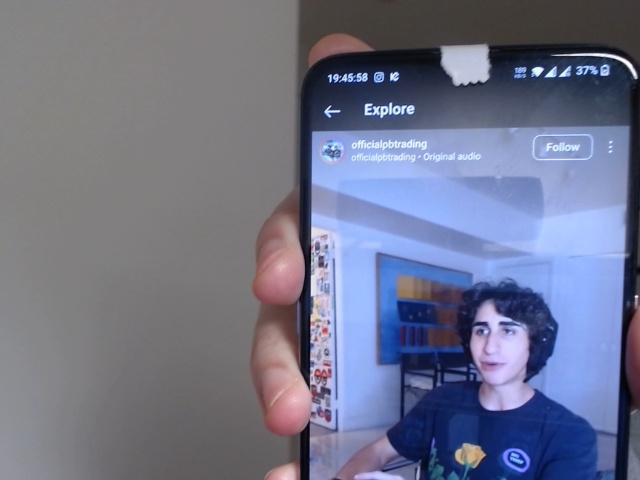 19:45:58 37%
Explore
officialpbtrading
officialpbtrading • Original audio
Follow